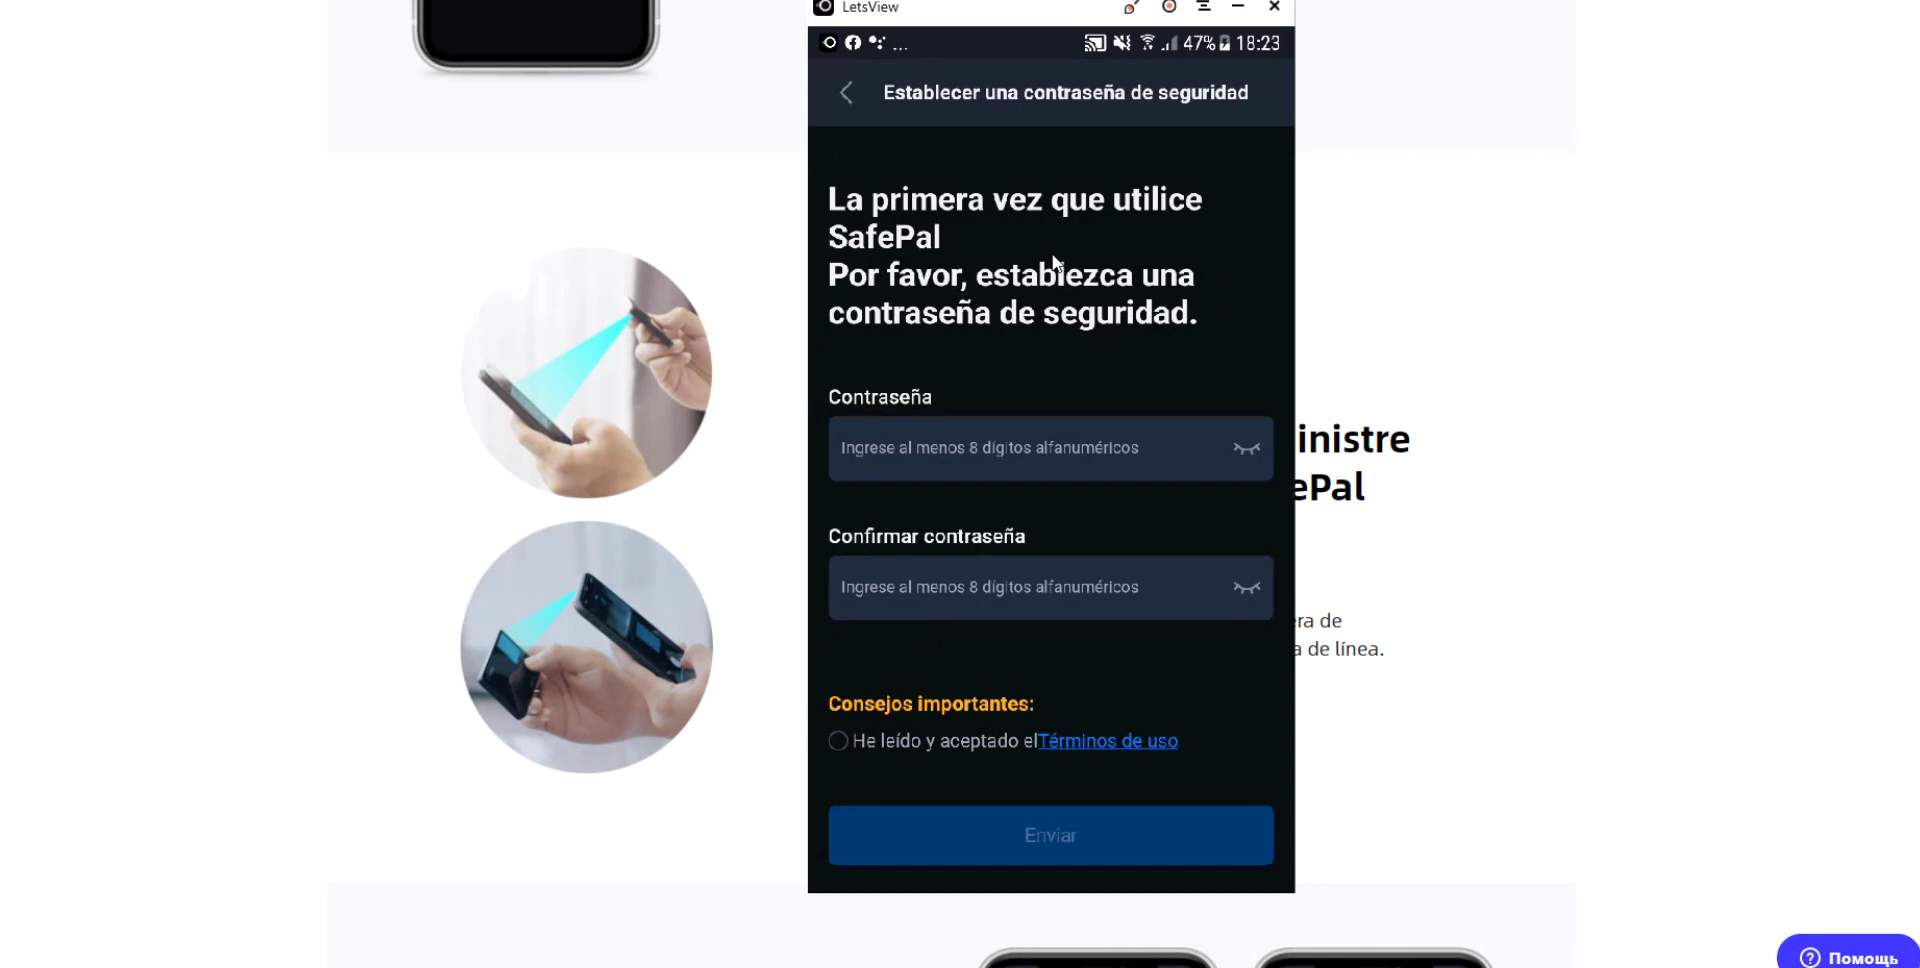 LetsView
... 47% 18:23
Establecer una contraseña de seguridad
La primera vez que utilice
SafePal
Por favor, establezca una
contraseña de seguridad.
Contraseña
Ingrese al menos 8 dígitos alfanuméricos
inistre
ePal
Confirmar contraseña
Ingrese al menos 8 dígitos alfanuméricos
ra de
a de línea.
Consejos importantes:
He leído y aceptado elTérminos de uso
Enviar
Помощь